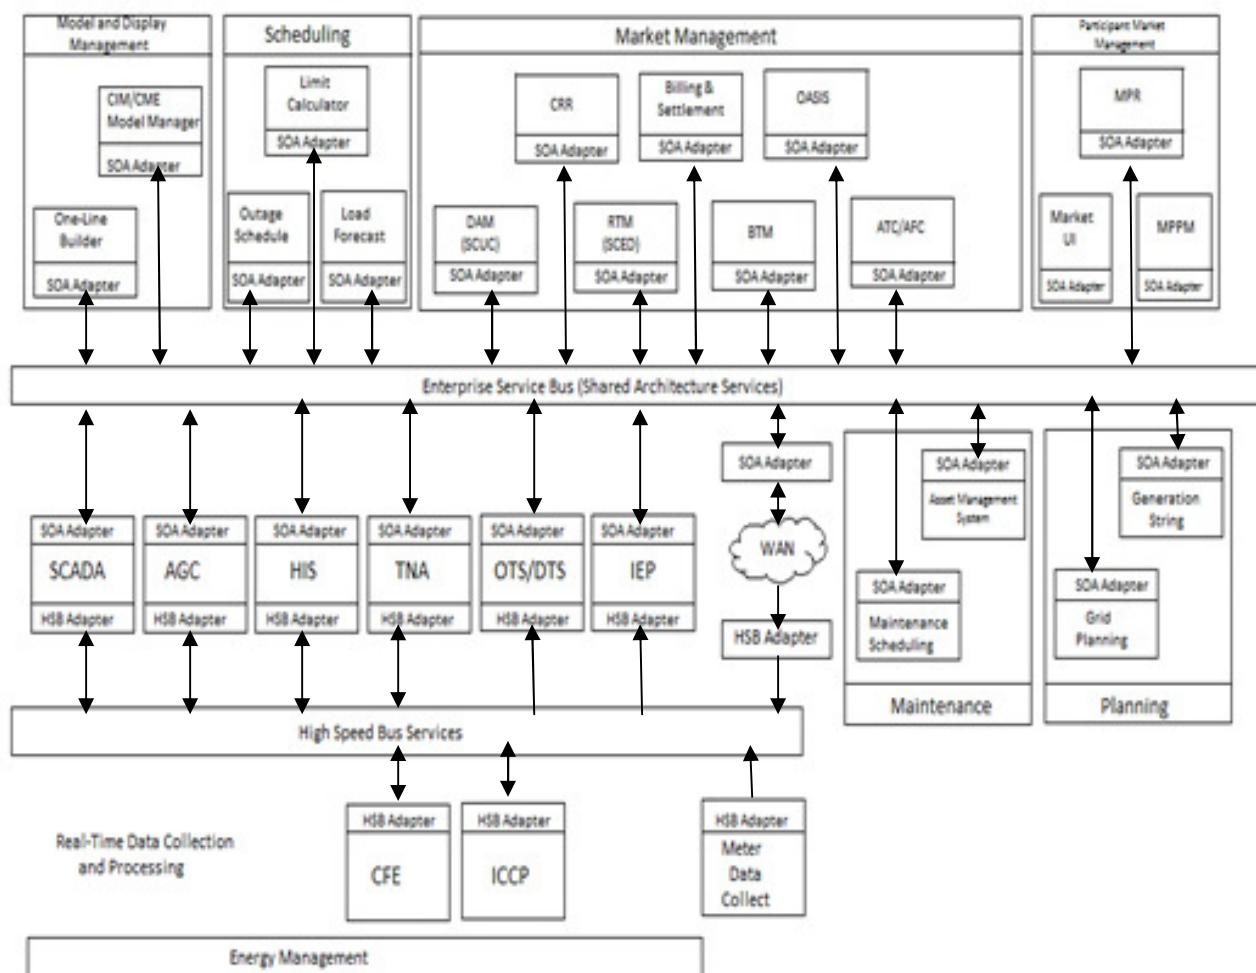 Model and Display
Management
Scheduling
Market Management
Participant Market
Management
CIM/CME
Model Manager
SOA Adapter
One-Line
Builder
SOA Adapter
Limit
Calculator
SOA Adapter
Outage
Schedule
SOA Adapter
Load
Forecast
SOA Adapter
CRR
SOA Adapter
Billing &
Settlement
SOA Adapter
OASIS
SOA Adapter
DAM
(SCUC)
SOA Adapter
RTM
(SCED)
SOA Adapter
BTM
SOA Adapter
ATC/AFC
SOA Adapter
MPR
SOA Adapter
Market
UI
SOA Adapter
MPPM
SOA Adapter
Enterprise Service Bus (Shared Architecture Services)
SOA Adapter
SCADA
HSB Adapter
SOA Adapter
AGC
HSB Adapter
SOA Adapter
HIS
HSB Adapter
SOA Adapter
TNA
HSB Adapter
SOA Adapter
OTS/DTS
HSB Adapter
SOA Adapter
IEP
HSB Adapter
SOA Adapter
WAN
HSB Adapter
SOA Adapter
Asset Management
System
SOA Adapter
Maintenance
Scheduling
Maintenance
SOA Adapter
Generation
String
SOA Adapter
Grid
Planning
Planning
High Speed Bus Services
Real-Time Data Collection
and Processing
HSB Adapter
CFE
HSB Adapter
ICCP
HSB Adapter
Meter
Data
Collect
Energy Management